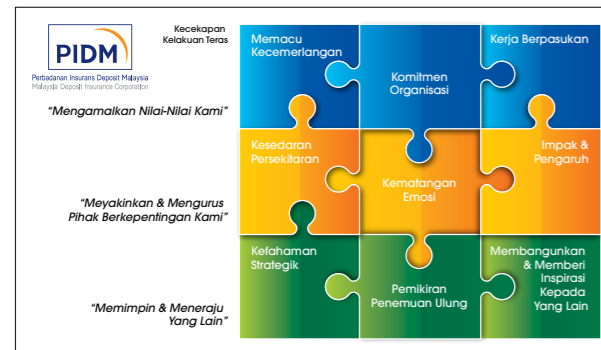 PIDM
Perbadanan Insurans Deposit Malaysia
Malaysia Deposit Insurance Corporation
Kecekapan
Kelakuan Teras
Memacu
Kecemerlangan
Komitmen
Organisasi
Kerja Berpasukan
"Mengamalkan Nilai-Nilai Kami"
Kesedaran
Persekitaran
Kematangan
Emosi
Impak &
Pengaruh
"Meyakinkan & Mengurus
Pihak Berkepentingan Kami"
Kefahaman
Strategik
Pemikiran
Penemuan Ulung
Membangunkan
& Memberi
Inspirasi
Kepada
Yang Lain
"Memimpin & Meneraju
Yang Lain"